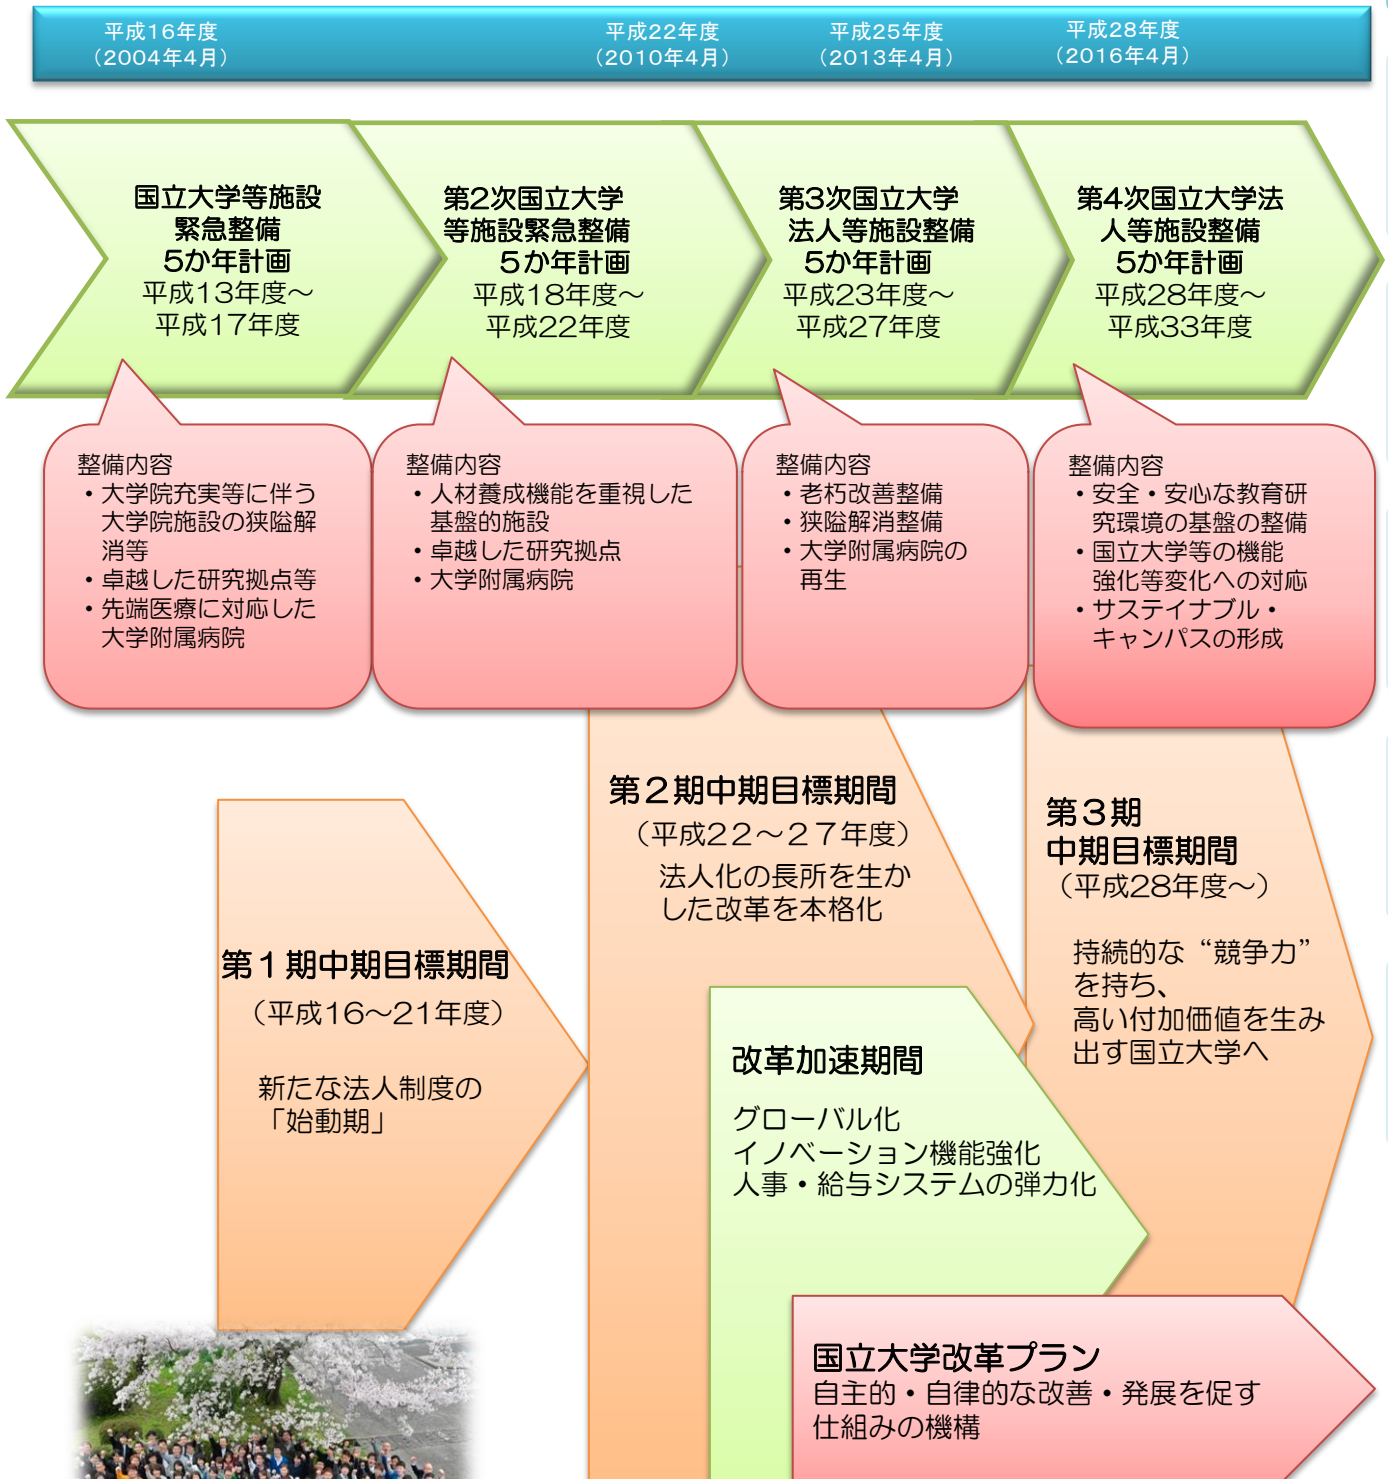 平成16年度
（2004年4月）
平成22年度
（2010年4月）
平成25年度
（2013年4月）
平成28年度
（2016年4月）
国立大学等施設
緊急整備
5か年計画
平成13年度～
平成17年度
第2次国立大学
等施設緊急整備
５か年計画
平成18年度～
平成22年度
第3次国立大学
法人等施設整備
5か年計画
平成23年度～
平成27年度
第4次国立大学法
人等施設整備
5か年計画
平成28年度～
平成33年度
整備内容
・大学院充実等に伴う
大学院施設の狭隘解
消等
・卓越した研究拠点等
・先端医療に対応した
大学附属病院
整備内容
・人材養成機能を重視した
基盤的施設
・卓越した研究拠点
・大学附属病院
整備内容
・老朽改善整備
・狭隘解消整備
・大学附属病院の
再生
整備内容
・安全・安心な教育研
究環境の基盤の整備
・国立大学等の機能
強化等変化への対応
・サステイナブル・
キャンパスの形成
第１期中期目標期間
（平成16～21年度）
新たな法人制度の
「始動期」
第２期中期目標期間
（平成22～２７年度）
法人化の長所を生か
した改革を本格化
第３期
中期目標期間
（平成28年度～）
持続的な“競争力”
を持ち、
高い付加価値を生み
出す国立大学へ
改革加速期間
グローバル化
イノベーション機能強化
人事・給与システムの弾力化
国立大学改革プラン
自主的・自律的な改善・発展を促す
仕組みの機構